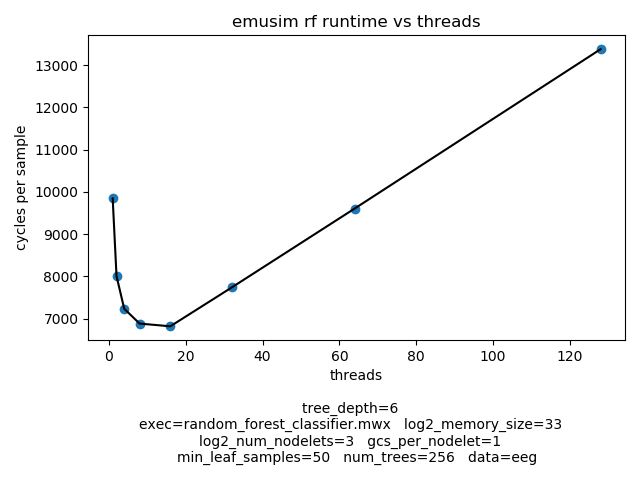 emusim rf runtime vs threads
13000
12000
11000
10000
9000
8000
7000
cycles per sample
0 20 40 60 80 100 120
threads
tree_depth=6
exec=random_forest_classifier.mwx log2_memory_size=33
log2_num_nodelets=3 gcs_per_nodelet=1
min_leaf_samples=50 num_trees=256 data=eeg